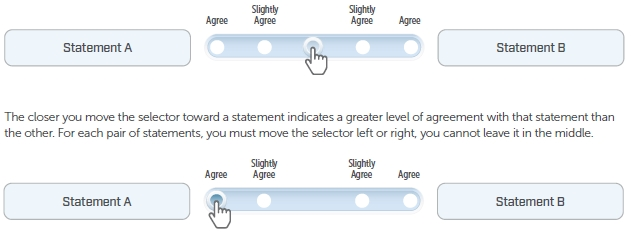 Agree Slightly Agree Slightly Agree Agree
Statement A
Statement B
The closer you move the selector toward a statement indicates a greater level of agreement with that statement than
the other. For each pair of statements, you must move the selector left or right, you cannot leave it in the middle.
Agree Slightly Agree Slightly Agree Agree
Statement A
Statement B